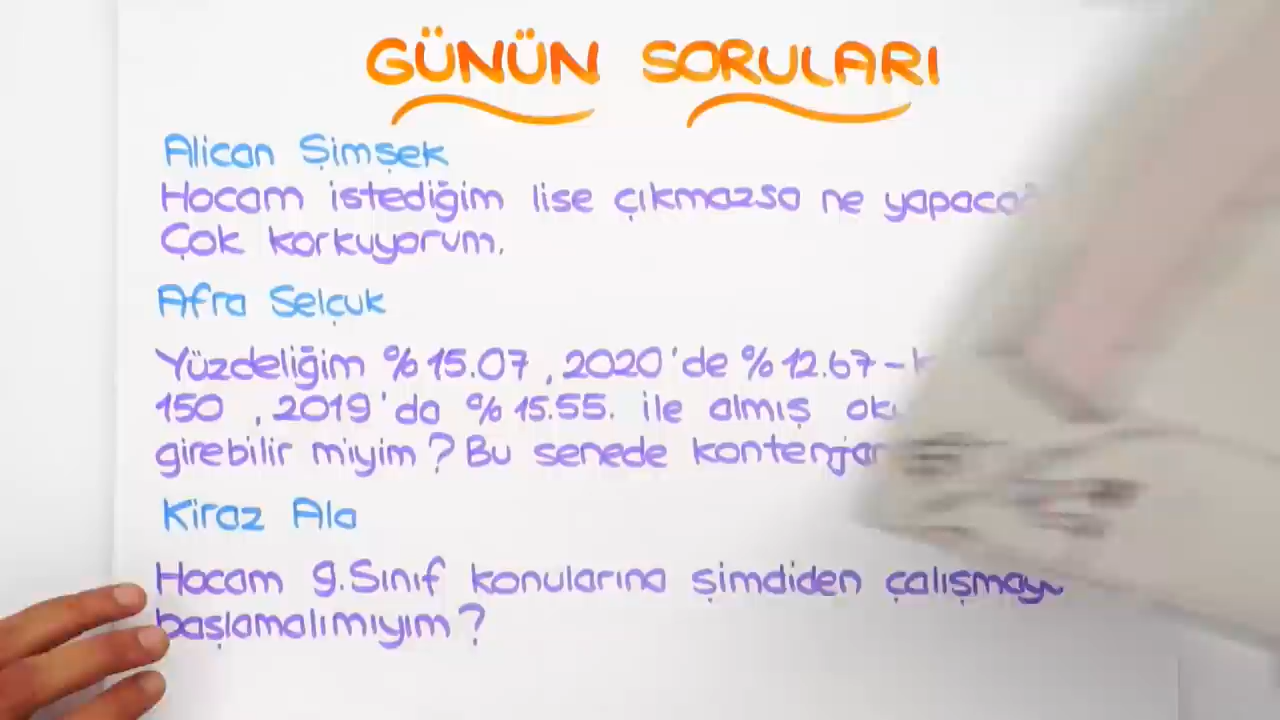 GÜNÜN SORULARI
Alican Şimşek
Hocam istediğim lise çıkmazsa ne
Çok korkuyorum.
Afra Selçuk
Yüzdeliğim %15.07 , 2020'de %12.67-
150 , 2019'da %15.55. ile almış
girebilir miyim? Bu senede
Kiraz Ala
Hocam 9.Sınıf konularına şimdiden
başlamalımıyım?